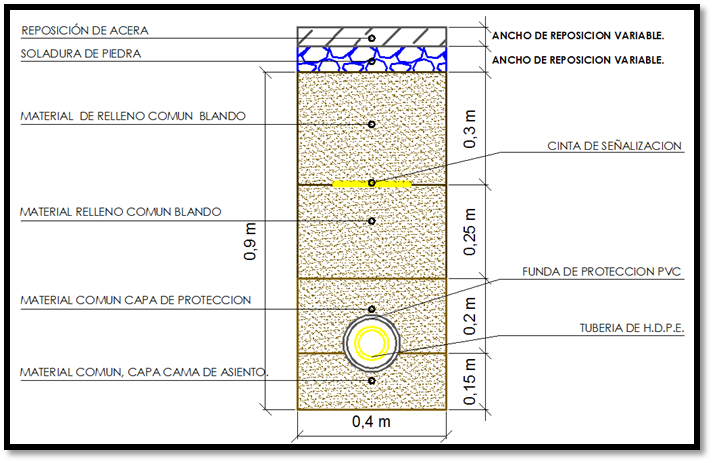 REPOSICIÓN DE ACERA
ANCHO DE REPOSICION VARIABLE.
SOLADURA DE PIEDRA
ANCHO DE REPOSICION VARIABLE.
MATERIAL DE RELLENO COMUN BLANDO
0,3 m
CINTA DE SEÑALIZACION
MATERIAL RELLENO COMUN BLANDO
0,9 m
0,25 m
FUNDA DE PROTECCION PVC
MATERIAL COMUN CAPA DE PROTECCION
0,2 m
TUBERIA DE H.D.P.E.
MATERIAL COMUN, CAPA CAMA DE ASIENTO.
0,15 m
0,4 m